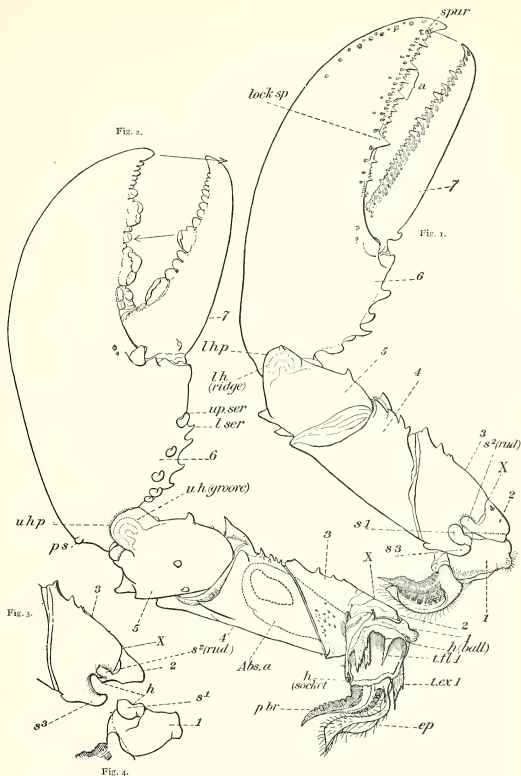 spur
a
lock sp
Fig. 2.
7
Fig. 1.
?
6
7
l h p
5
l h
(ridge)
4
up. ser
l ser
3
s² (rud)
6
X
u h (groove)
2
u h p
s 1
3
p s
s 3
X
Fig. 3.
3
1
5
X
2
4
1
s² (rud)
h (ball)
2
Abs. a
t. fl 1
h
h
(socket
t. ex 1
s 3
s¹
p br
1
ep
Fig. 4.